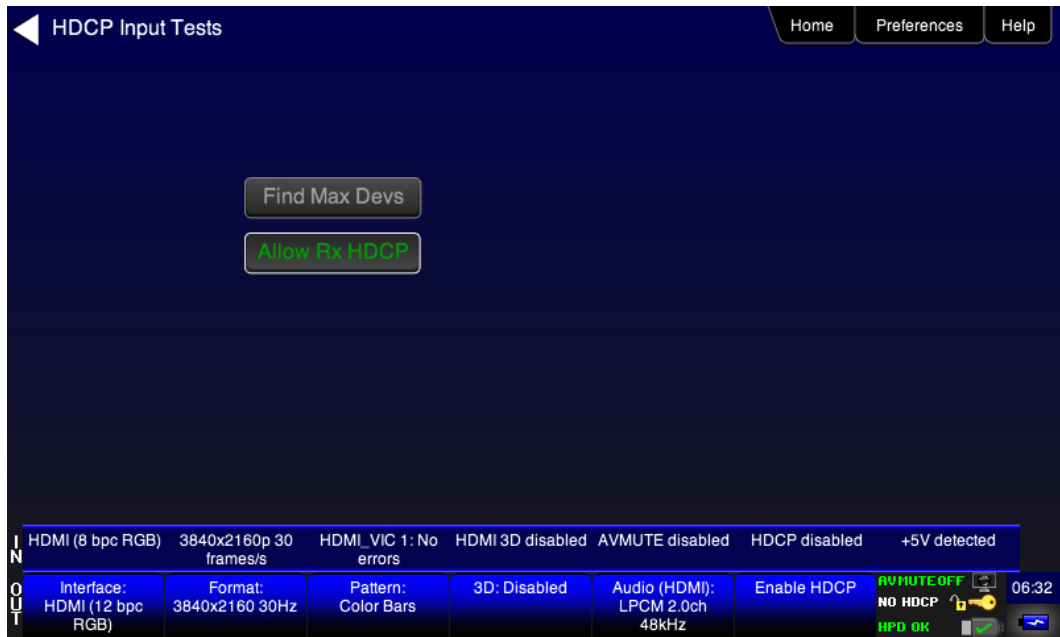 HDCP Input Tests
Home
Preferences
Help
Find Max Devs
Allow Rx HDCP
IN
HDMI (8 bpc RGB)
3840x2160p 30
frames/s
HDMI_VIC 1: No
errors
HDMI 3D disabled
AVMUTE disabled
HDCP disabled
+5V detected
OUT
Interface:
HDMI (12 bpc
RGB)
Format:
3840x2160 30Hz
Pattern:
Color Bars
3D: Disabled
Audio (HDMI):
LPCM 2.0ch
48kHz
Enable HDCP
AVMUTEOFF
NO HDCP
HPD OK
06:32